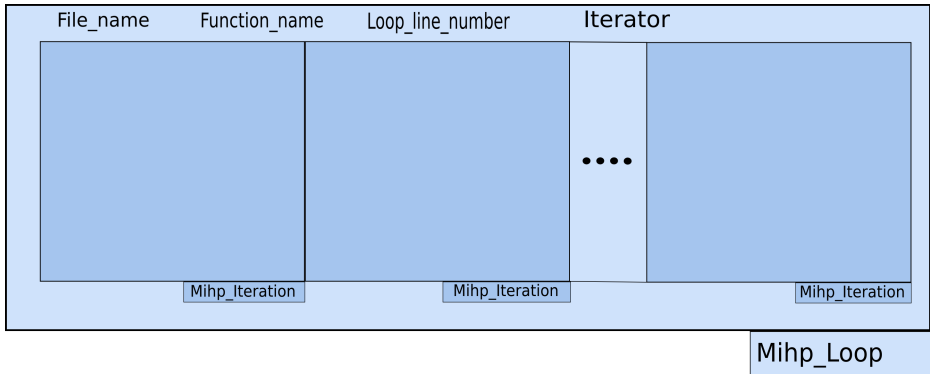 File_name Function_name Loop_line_number Iterator
Mihp_Iteration Mihp_Iteration Mihp_Iteration
Mihp_Loop